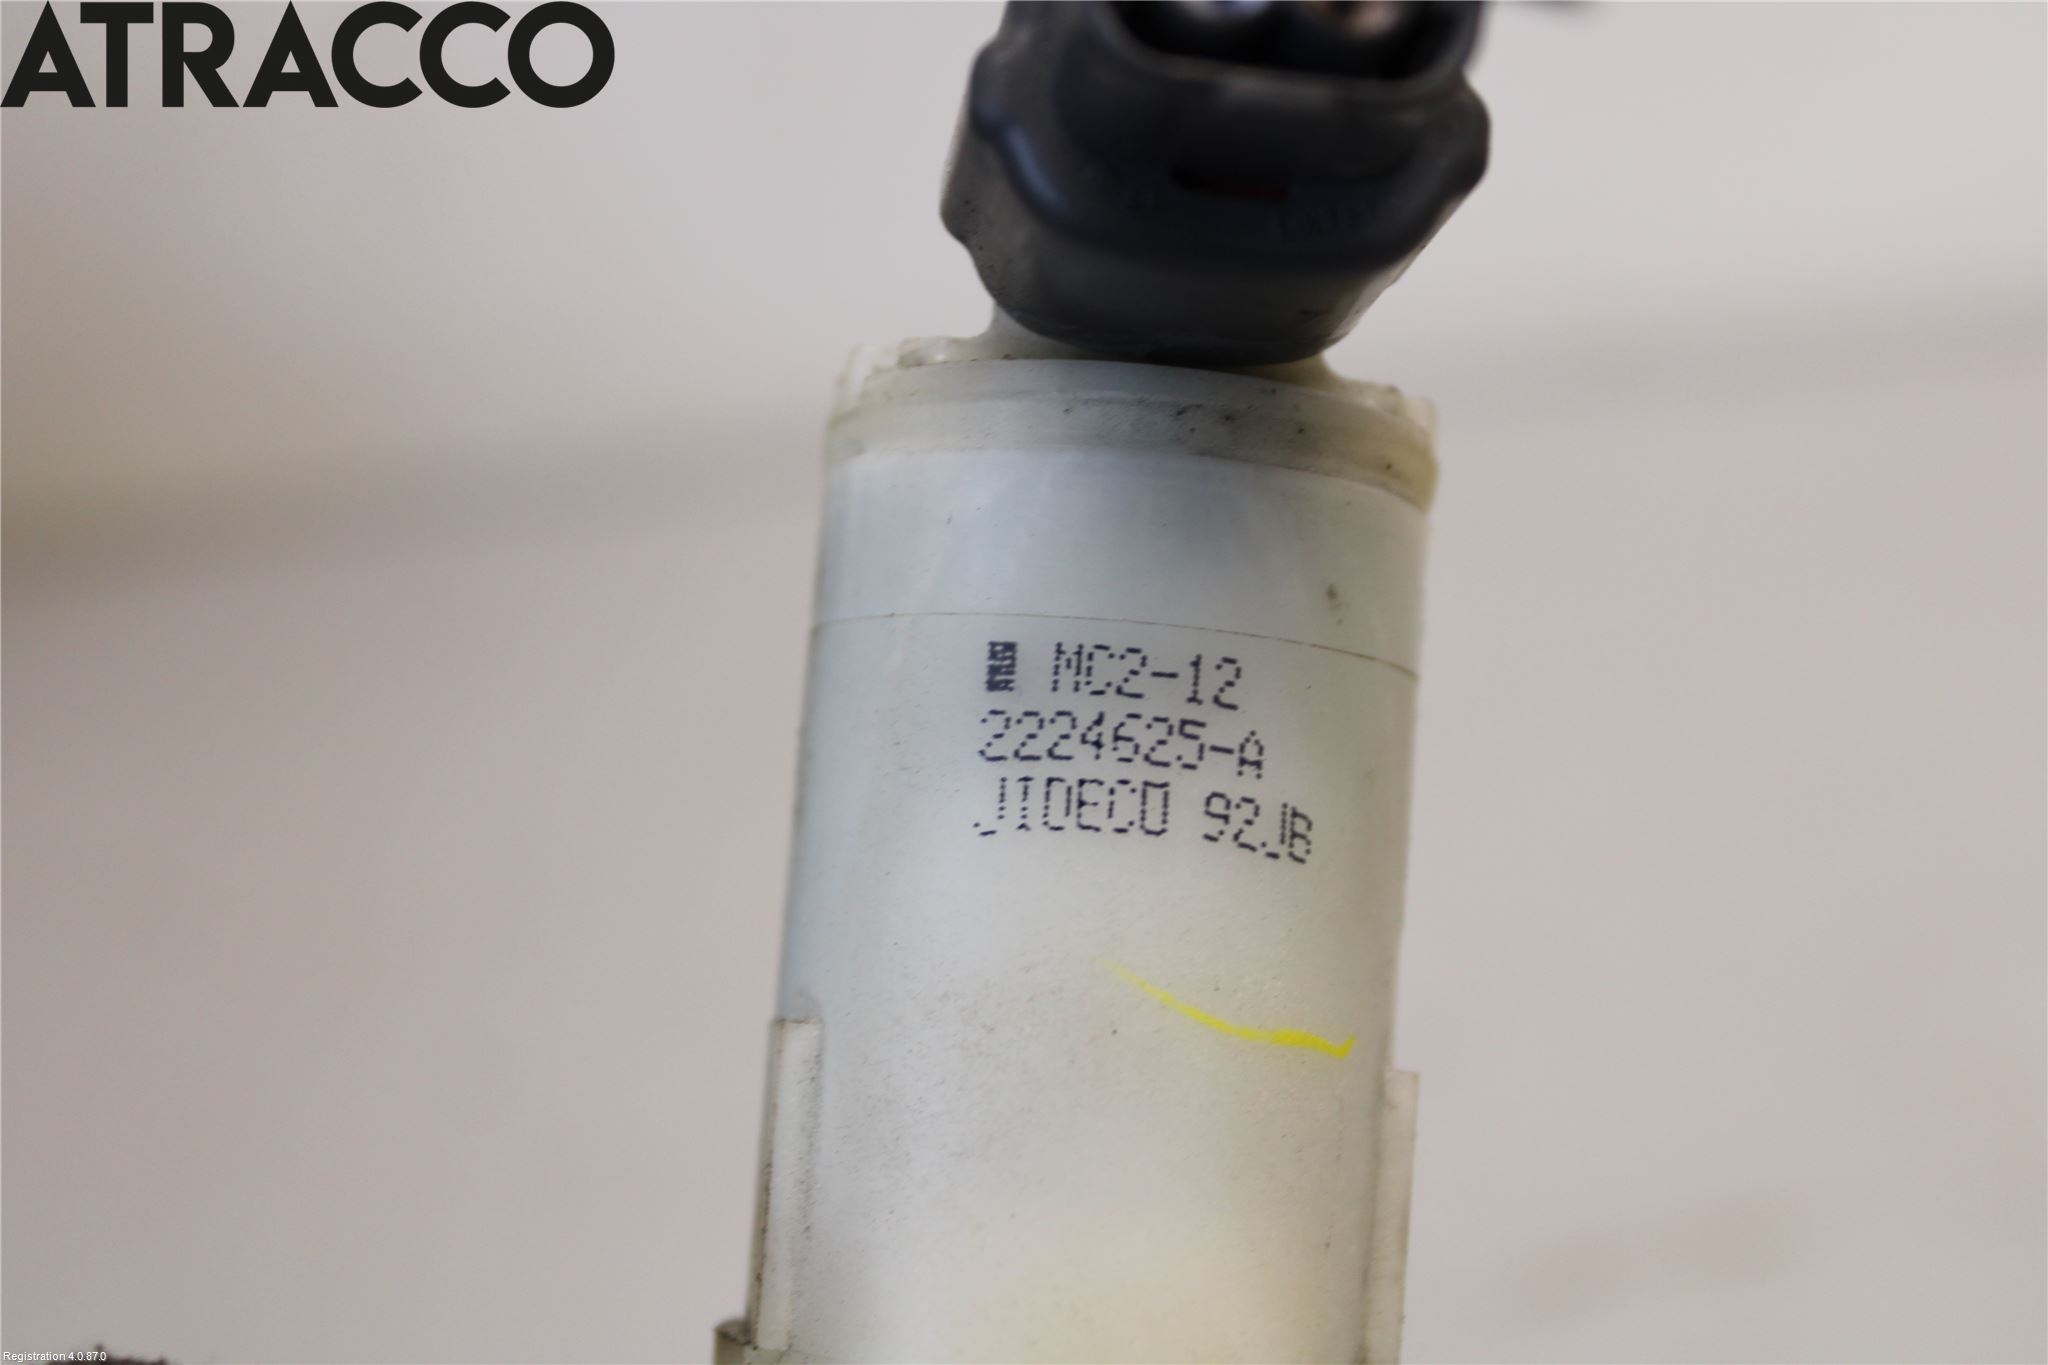 ATRACCO
MC2-12
2224625-A
JIDECO 92JB
Registration 4.0.87.0